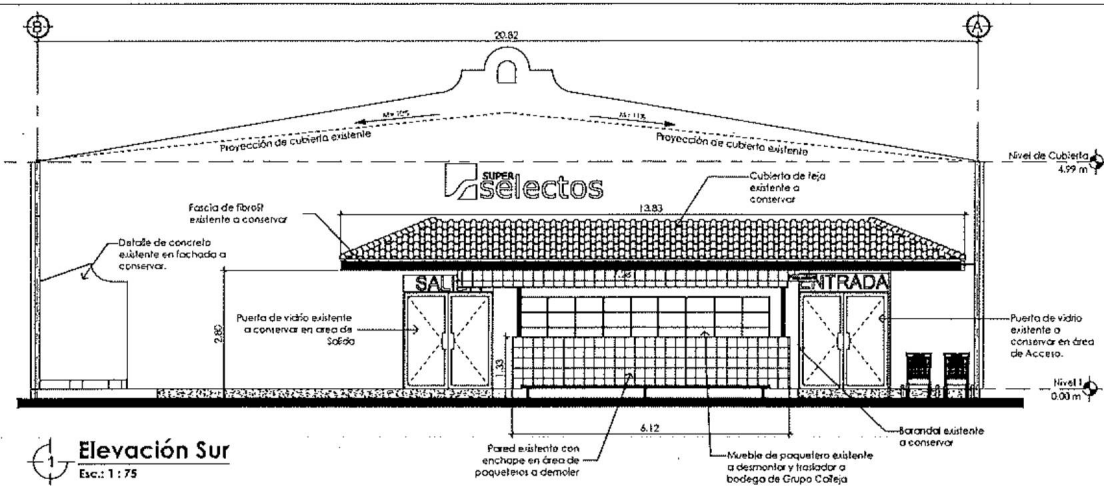 B
A
20.82
M= 11%
Proyección de cubierta existente
Proyección de cubierta existente
Nivel de Cubierta
4.99 m
SUPER
selectos
Cubierta de teja
existente a
conservar
13.83
Fascia de fibrolit
existente a conservar
Detalle de concreto
existente en fachada a
conservar.
2.80
ENTRADA
Puerta de vidrio existente
a conservar en area de
Salida
1.33
Puerta de vidrio
existente a
conservar en área
de Acceso.
Nivel 1
0.00 m
6.12
Barandal existente
a conservar
Pared existente con
enchape en área de
paqueteros a demoler
Mueble de paquetero existente
a desmontar y trasladar a
bodega de Grupo Calleja
1
Elevación Sur
Esc.: 1 : 75